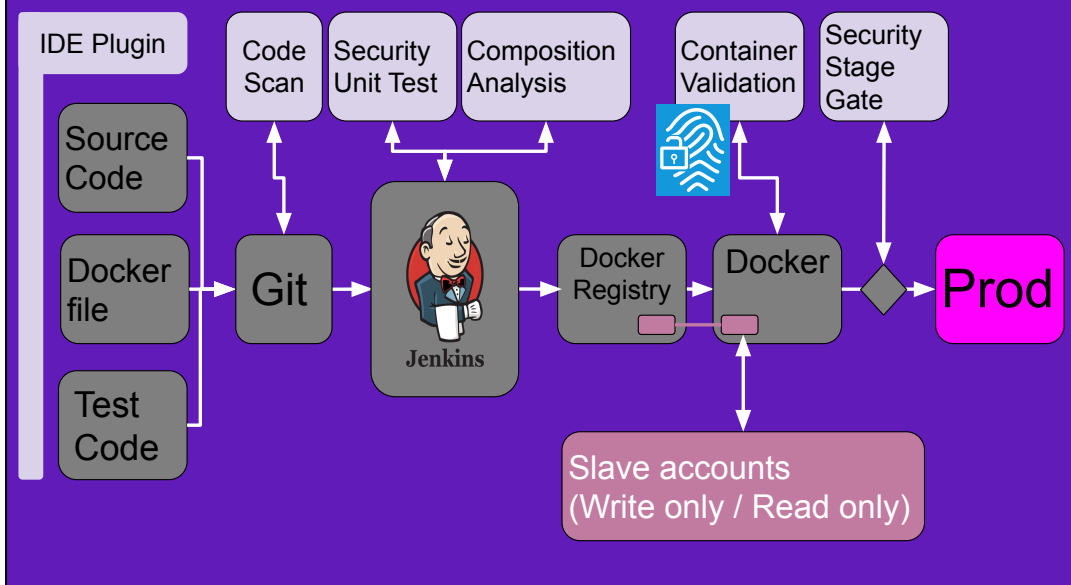 IDE Plugin
Code
Scan
Security
Unit Test
Composition
Analysis
Container
Validation
Security
Stage
Gate
Source
Code
Docker
file
Test
Code
Git
Jenkins
Docker
Registry
Docker
Prod
Slave accounts
(Write only / Read only)